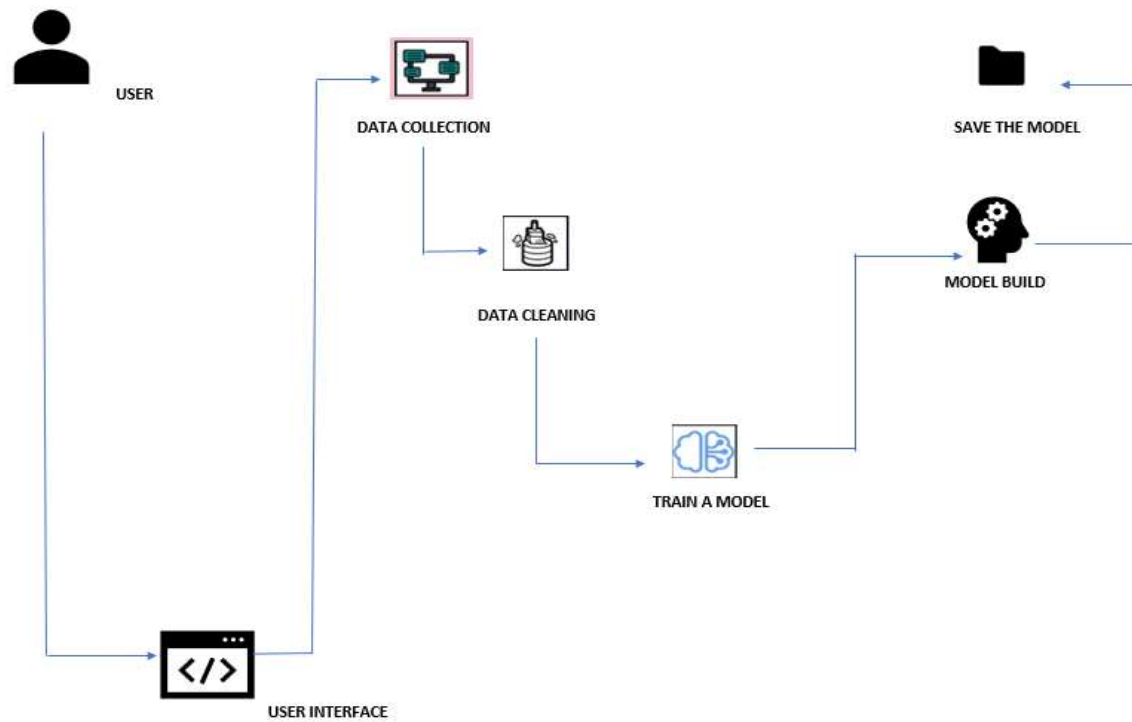 USER
DATA COLLECTION
SAVE THE MODEL
MODEL BUILD
DATA CLEANING
TRAIN A MODEL
</>
USER INTERFACE